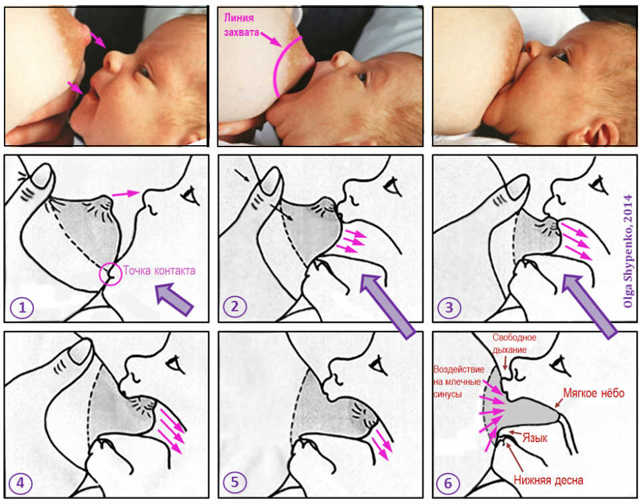 Линия
захвата
Точка контакта
1
2
3
Olga Shypenko, 2014
4
5
Свободное
дыхание
Воздействие
на млечные
синусы
Мягкое нёбо
Язык
Нижняя десна
6